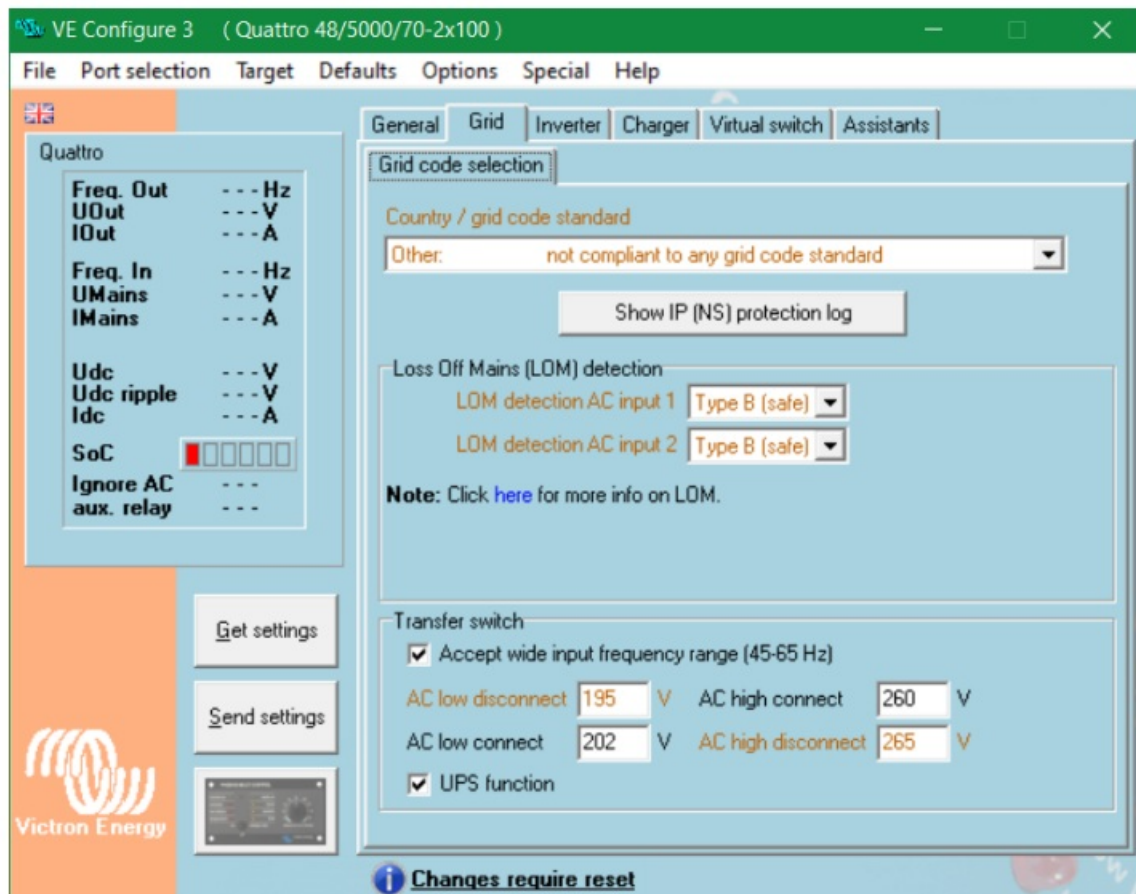 VE Configure 3 ( Quattro 48/5000/70-2x100 )
File Port selection Target Defaults Options Special Help
General Grid Inverter Charger Virtual switch Assistants
Quattro
Freq. Out - - - Hz
UOut - - - V
IOut - - - A
Freq. In - - - Hz
UMains - - - V
IMains - - - A
Udc - - - V
Udc ripple - - - V
Idc - - - A
SoC
Ignore AC - - -
aux. relay - - -
Get settings
Send settings
Victron Energy
Grid code selection
Country / grid code standard
Other: not compliant to any grid code standard
Show IP (NS) protection log
Loss Off Mains (LOM) detection
LOM detection AC input 1 Type B (safe)
LOM detection AC input 2 Type B (safe)
Note: Click here for more info on LOM.
Transfer switch
Accept wide input frequency range (45-65 Hz)
AC low disconnect 195 V AC high connect 260 V
AC low connect 202 V AC high disconnect 265 V
UPS function
Changes require reset